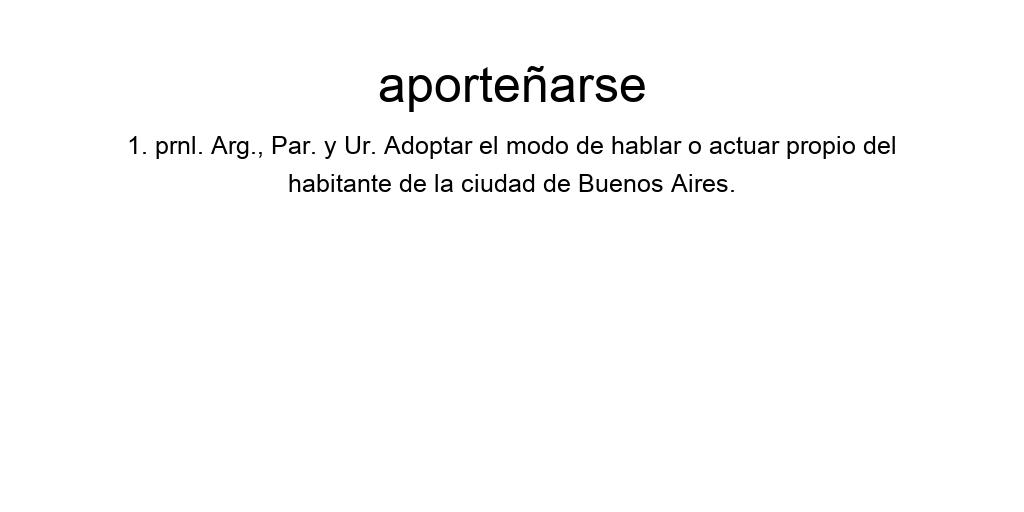 aporteñarse
1. prnl. Arg., Par. y Ur. Adoptar el modo de hablar o actuar propio del
habitante de la ciudad de Buenos Aires.